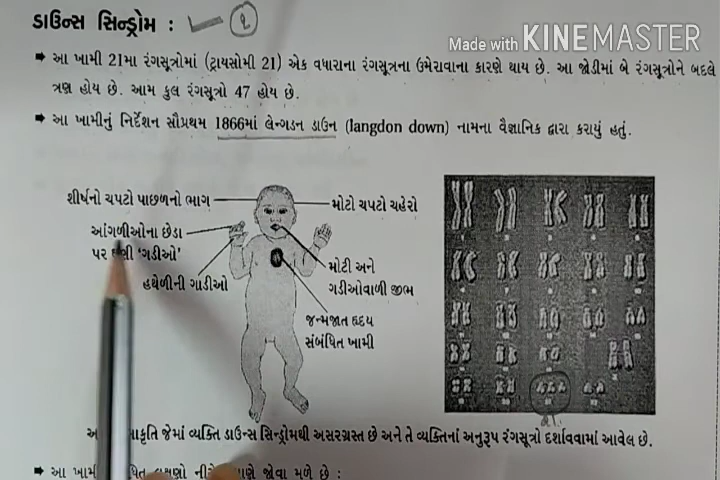 ડાઉન્સ સિન્ડ્રોમ : ૧
Made with KINEMASTER
➡ આ ખામી 21મા રંગસૂત્રોમાં (ટ્રાયસોમી 21) એક વધારાના રંગસૂત્રના ઉમેરાવાના કારણે થાય છે. આ જોડીમાં બે રંગસૂત્રોને બદલે
ત્રણ હોય છે. આમ કુલ રંગસૂત્રો 47 હોય છે.
➡ આ ખામીનું નિર્દેશન સૌપ્રથમ 1866માં લેન્ગડન ડાઉન (langdon down) નામના વૈજ્ઞાનિક દ્વારા કરાયું હતું.
શીર્ષનો ચપટો પાછળનો ભાગ
મોટો ચપટો ચહેરો
આંગળીઓના છેડા
પર 'ગડીઓ'
હથેળીની ગાડીઓ
મોટી અને
ગડીઓવાળી જીભ
જન્મજાત હૃદય
સંબંધિત ખામી
જેમાં વ્યક્તિ ડાઉન્સ સિન્ડ્રોમથી અસરગ્રસ્ત છે અને તે વ્યક્તિનાં અનુરૂપ રંગસૂત્રો દર્શાવવામાં આવેલ છે.
➡ આ જોવા મળે છે :